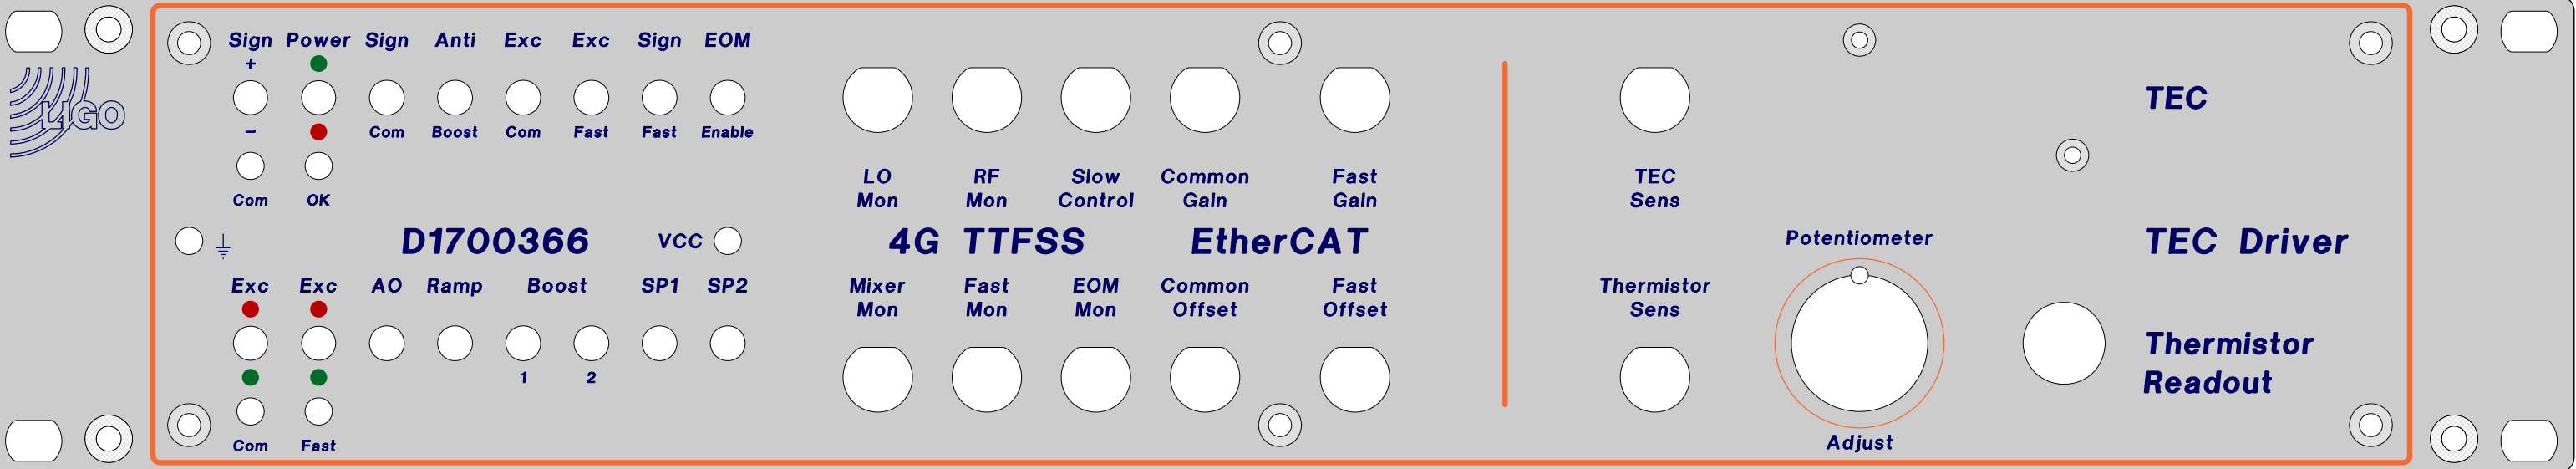 Sign Power Sign Anti Exc Exc Sign EOM
+
LIGO
−
Com Boost Com Fast Fast Enable
Com OK
LO RF Slow Common Fast
Mon Mon Control Gain Gain
TEC
Sens
TEC
D1700366 VCC 4G TTFSS EtherCAT
Potentiometer
TEC Driver
Exc Exc AO Ramp Boost SP1 SP2
1 2
Com Fast
Mixer Fast EOM Common Fast
Mon Mon Mon Offset Offset
Thermistor
Sens
Adjust
Thermistor
Readout